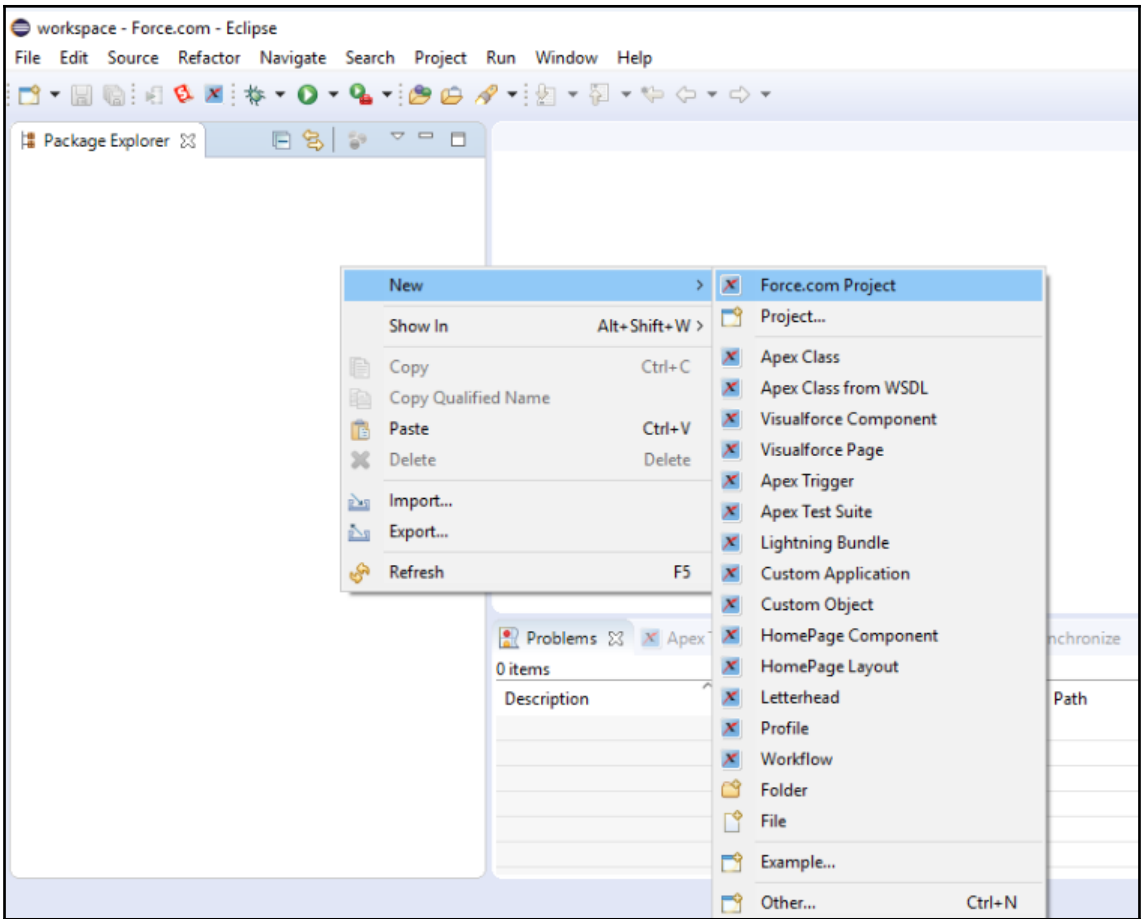 workspace - Force.com - Eclipse
File Edit Source Refactor Navigate Search Project Run Window Help
Package Explorer
New
Show In Alt+Shift+W
Copy Ctrl+C
Copy Qualified Name
Paste Ctrl+V
Delete Delete
Import...
Export...
Refresh F5
Force.com Project
Project...
Apex Class
Apex Class from WSDL
Visualforce Component
Visualforce Page
Apex Trigger
Apex Test Suite
Lightning Bundle
Custom Application
Custom Object
HomePage Component
HomePage Layout
Letterhead
Profile
Workflow
Folder
File
Example...
Other... Ctrl+N
Problems Apex T nchronize
0 items
Description Path